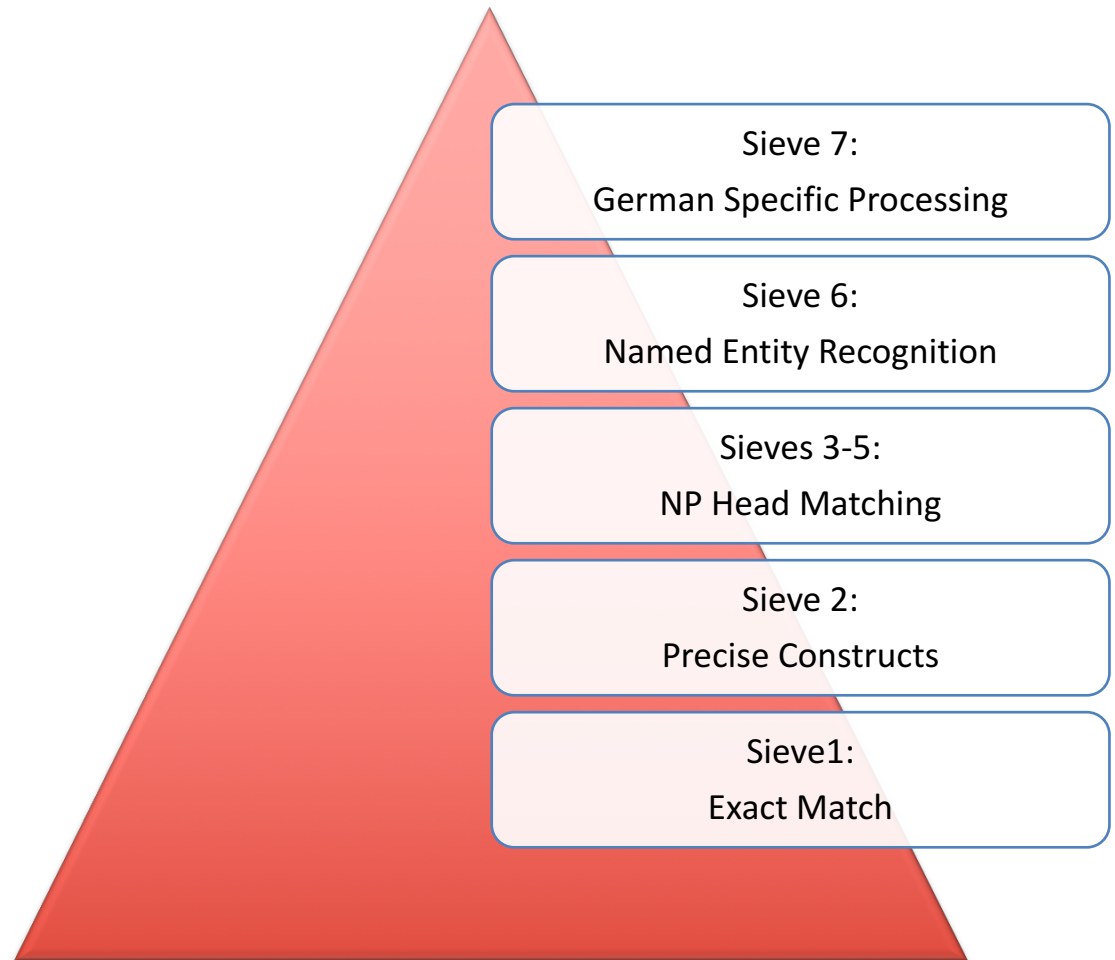 Sieve 7:
German Specific Processing
Sieve 6:
Named Entity Recognition
Sieves 3-5:
NP Head Matching
Sieve 2:
Precise Constructs
Sieve1:
Exact Match